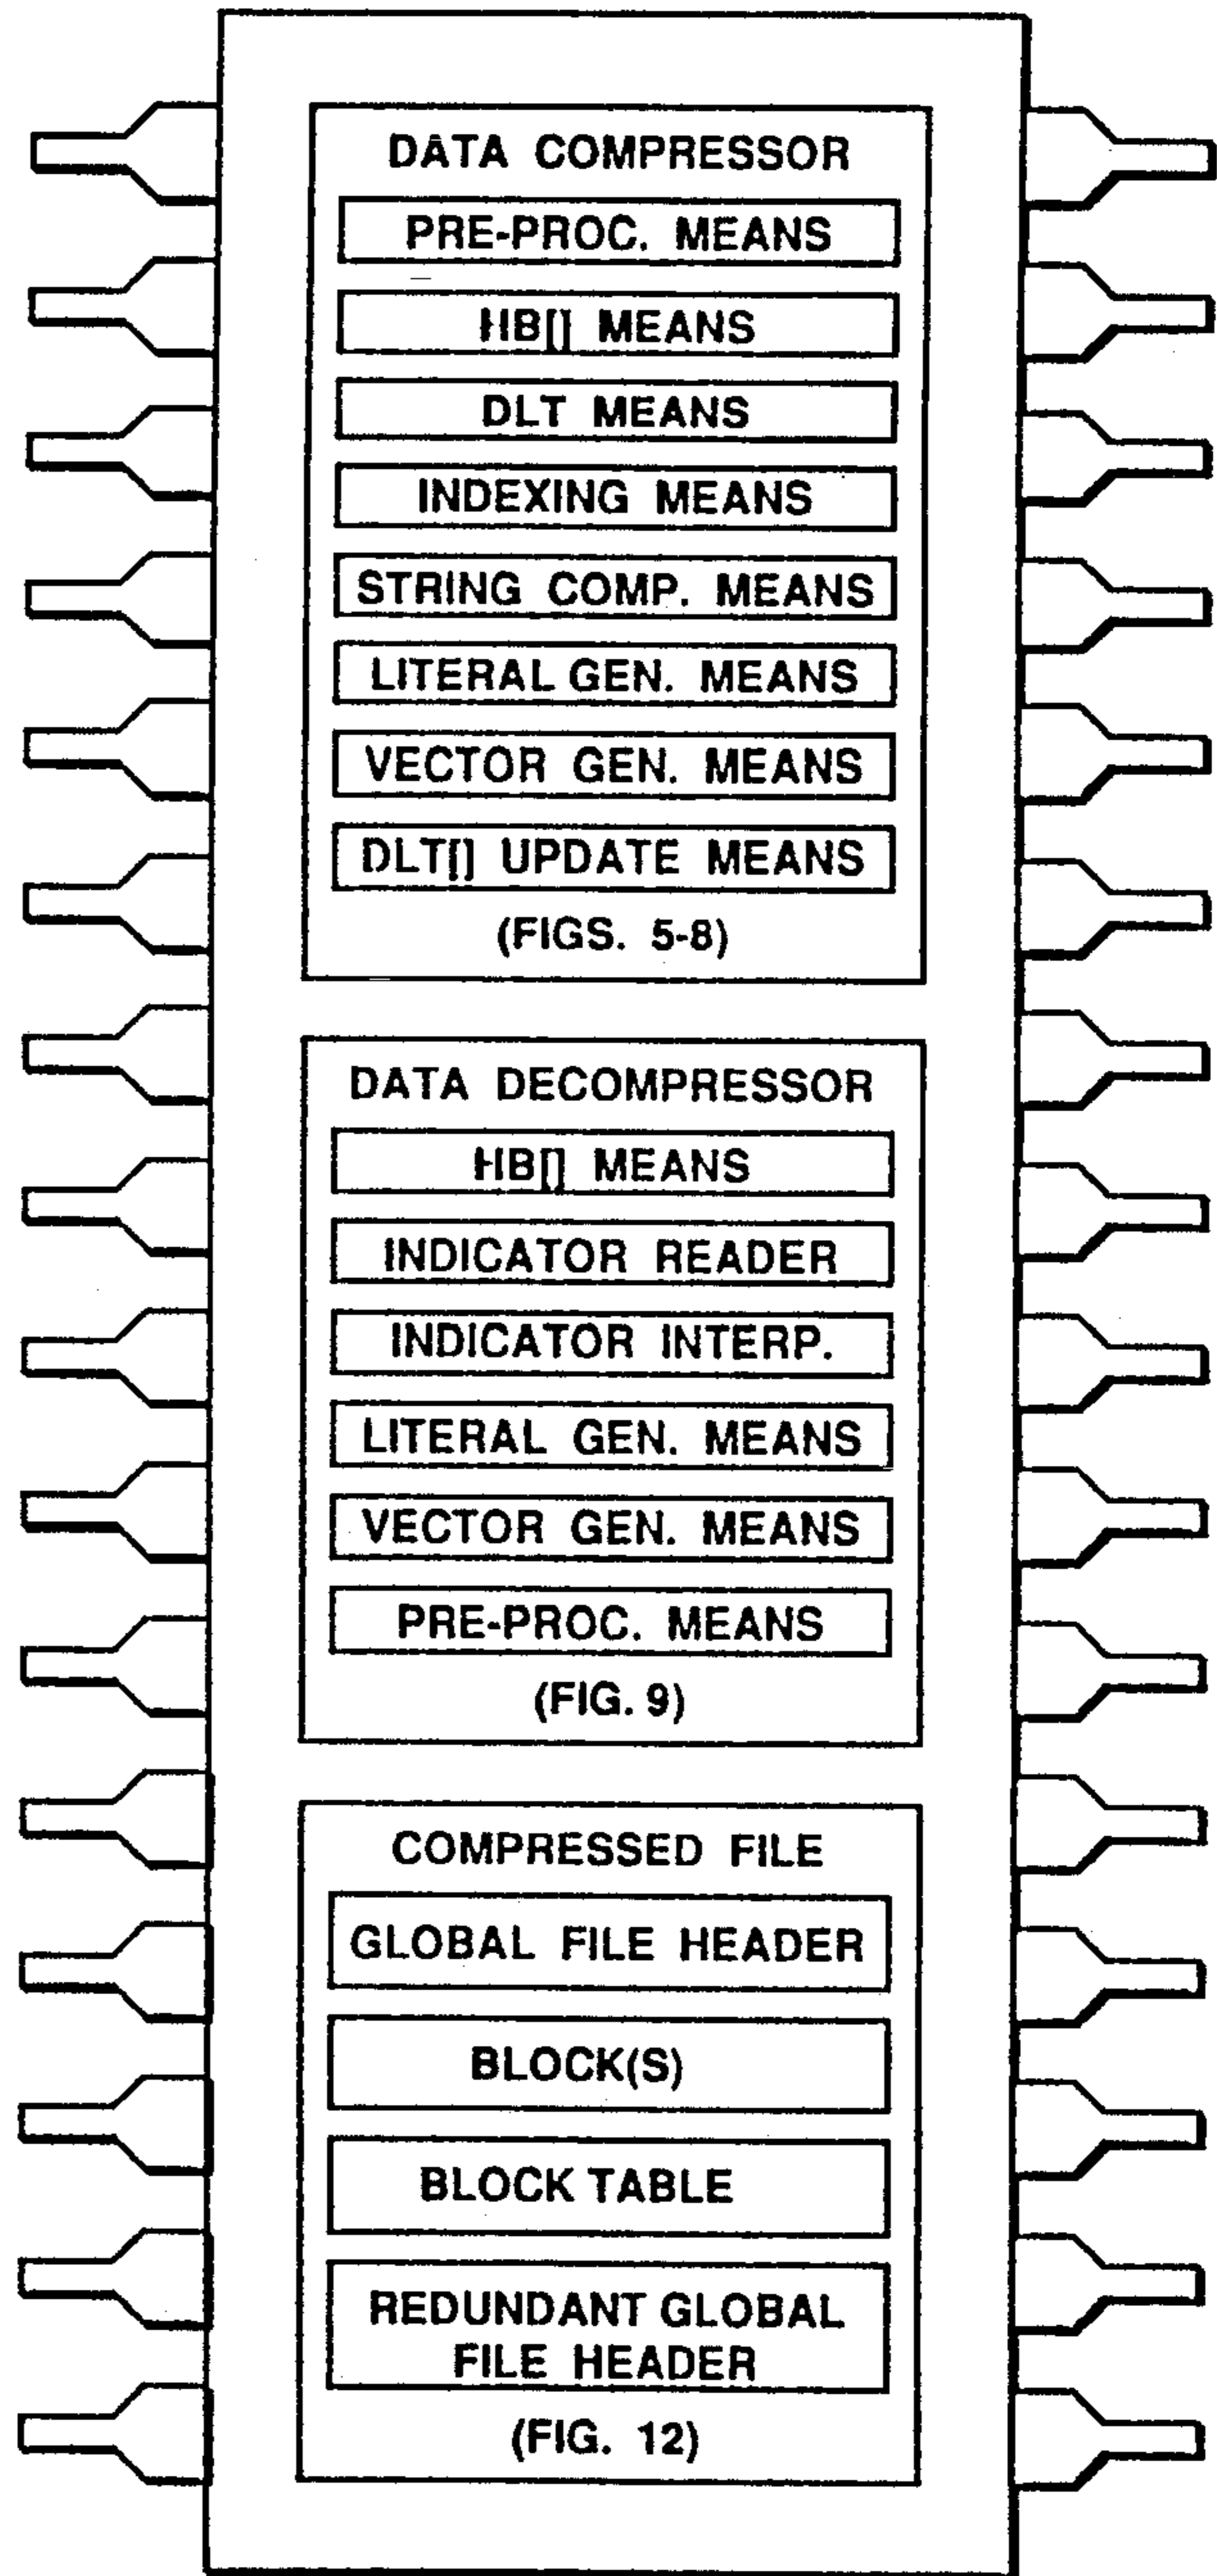 DATA COMPRESSOR
PRE-PROC. MEANS
HB[] MEANS
DLT MEANS
INDEXING MEANS
STRING COMP. MEANS
LITERAL GEN. MEANS
VECTOR GEN. MEANS
DLT[] UPDATE MEANS
(FIGS. 5-8)
DATA DECOMPRESSOR
HB[] MEANS
INDICATOR READER
INDICATOR INTERP.
LITERAL GEN. MEANS
VECTOR GEN. MEANS
PRE-PROC. MEANS
(FIG. 9)
COMPRESSED FILE
GLOBAL FILE HEADER
BLOCK(S)
BLOCK TABLE
REDUNDANT GLOBAL
FILE HEADER
(FIG. 12)